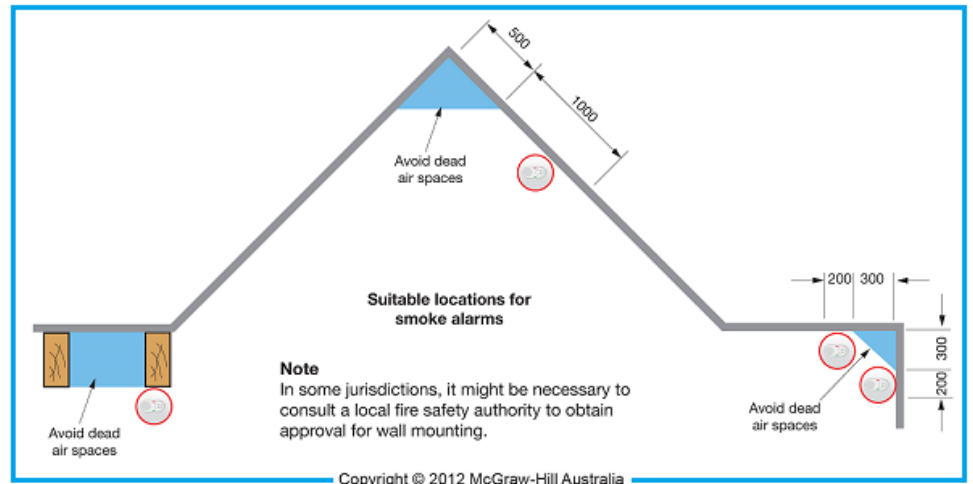 500
1000
Avoid dead
air spaces
Suitable locations for
smoke alarms
200 300
300
200
Note
In some jurisdictions, it might be necessary to
consult a local fire safety authority to obtain
approval for wall mounting.
Avoid dead
air spaces
Avoid dead
air spaces
Copyright © 2012 McGraw-Hill Australia